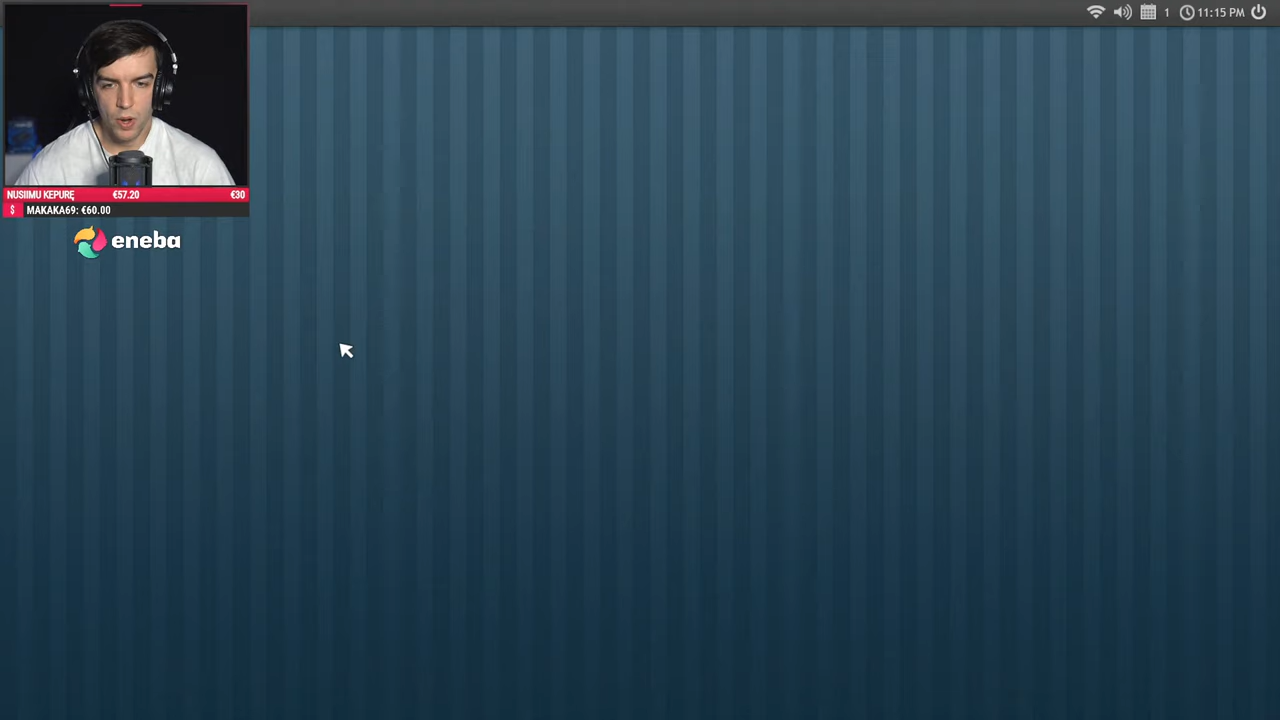 1 11:15 PM
NUSIIMU KEPURĘ €57.20 €30
$ MAKAKA69: €60.00
eneba